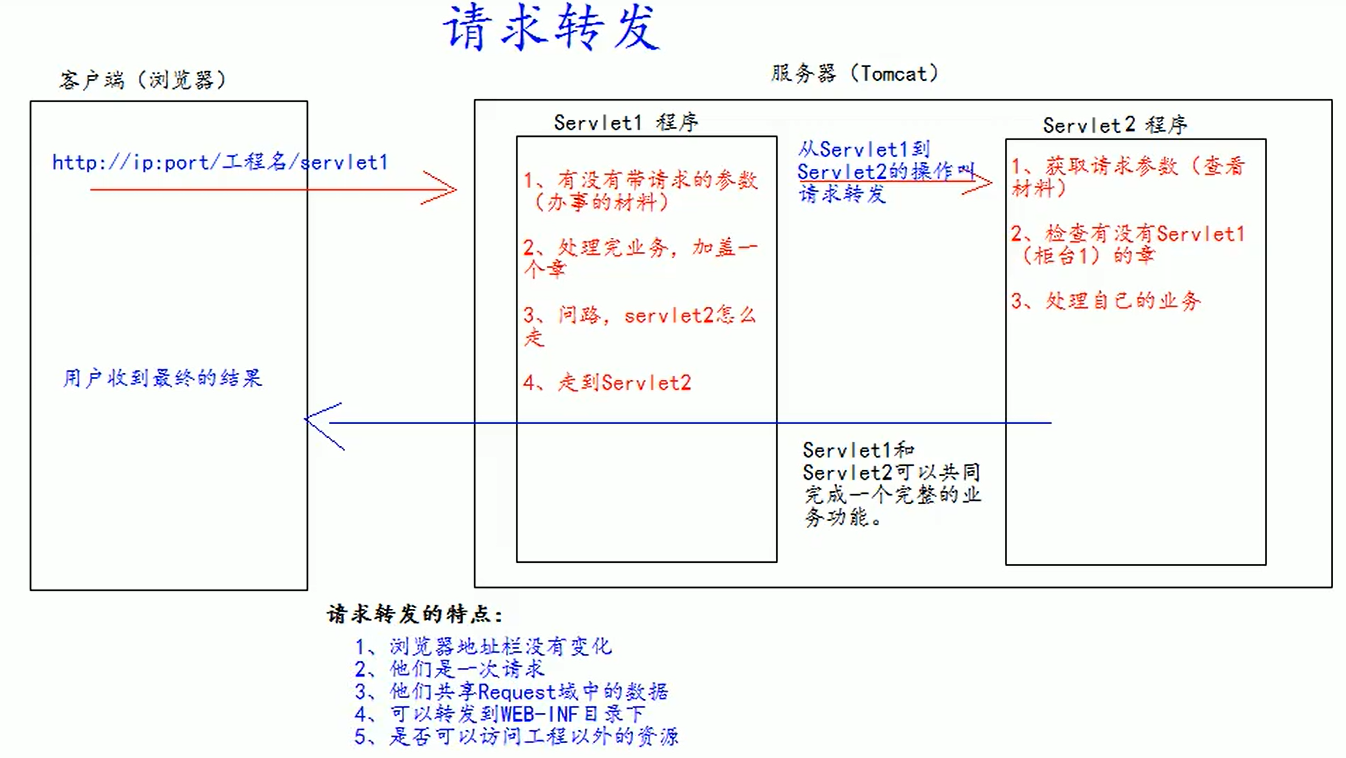 请求转发
客户端（浏览器）
服务器（Tomcat）
http://ip:port/工程名/servlet1
用户收到最终的结果
Servlet1 程序
1、有没有带请求的参数
（办事的材料）
2、处理完业务，加盖一
个章
3、问路，servlet2怎么
走
4、走到Servlet2
从Servlet1到
Servlet2的操作叫
请求转发
Servlet2 程序
1、获取请求参数（查看
材料）
2、检查有没有Servlet1
（柜台1）的章
3、处理自己的业务
Servlet1和
Servlet2可以共同
完成一个完整的业
务功能。
请求转发的特点：
1、浏览器地址栏没有变化
2、他们是一次请求
3、他们共享Request域中的数据
4、可以转发到WEB-INF目录下
5、是否可以访问工程以外的资源